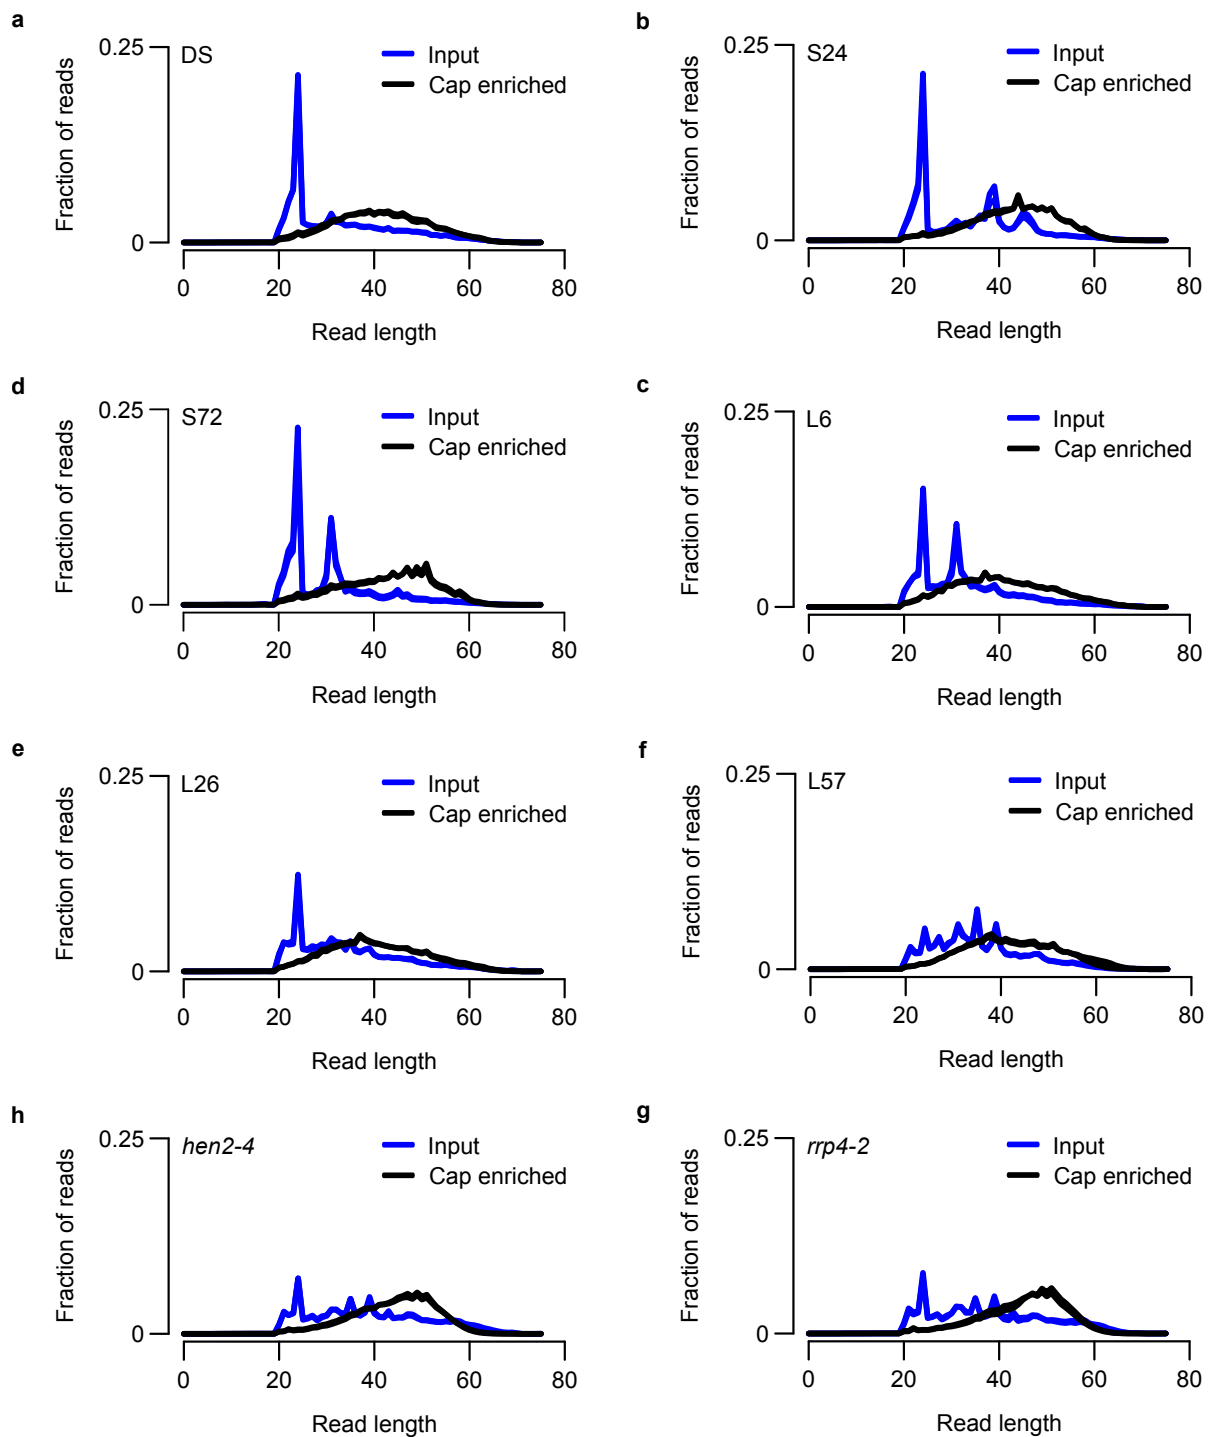 a
0.25
DS
Input
Cap enriched
Fraction of reads
0
0 20 40 60 80
Read length
b
0.25
S24
Input
Cap enriched
Fraction of reads
0
0 20 40 60 80
Read length
d
0.25
S72
Input
Cap enriched
Fraction of reads
0
0 20 40 60 80
Read length
c
0.25
L6
Input
Cap enriched
Fraction of reads
0
0 20 40 60 80
Read length
e
0.25
L26
Input
Cap enriched
Fraction of reads
0
0 20 40 60 80
Read length
f
0.25
L57
Input
Cap enriched
Fraction of reads
0
0 20 40 60 80
Read length
h
0.25
hen2-4
Input
Cap enriched
Fraction of reads
0
0 20 40 60 80
Read length
g
0.25
rrp4-2
Input
Cap enriched
Fraction of reads
0
0 20 40 60 80
Read length